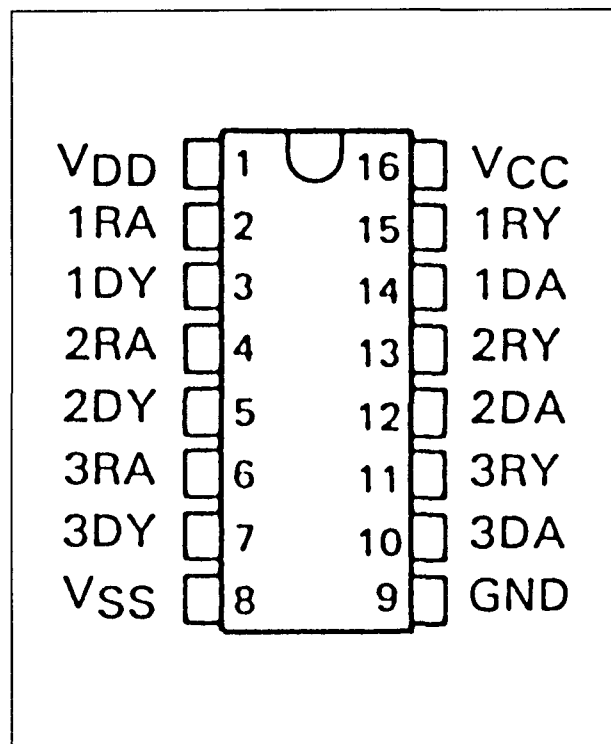 VDD 1 16 VCC
1RA 2 15 1RY
1DY 3 14 1DA
2RA 4 13 2RY
2DY 5 12 2DA
3RA 6 11 3RY
3DY 7 10 3DA
VSS 8 9 GND